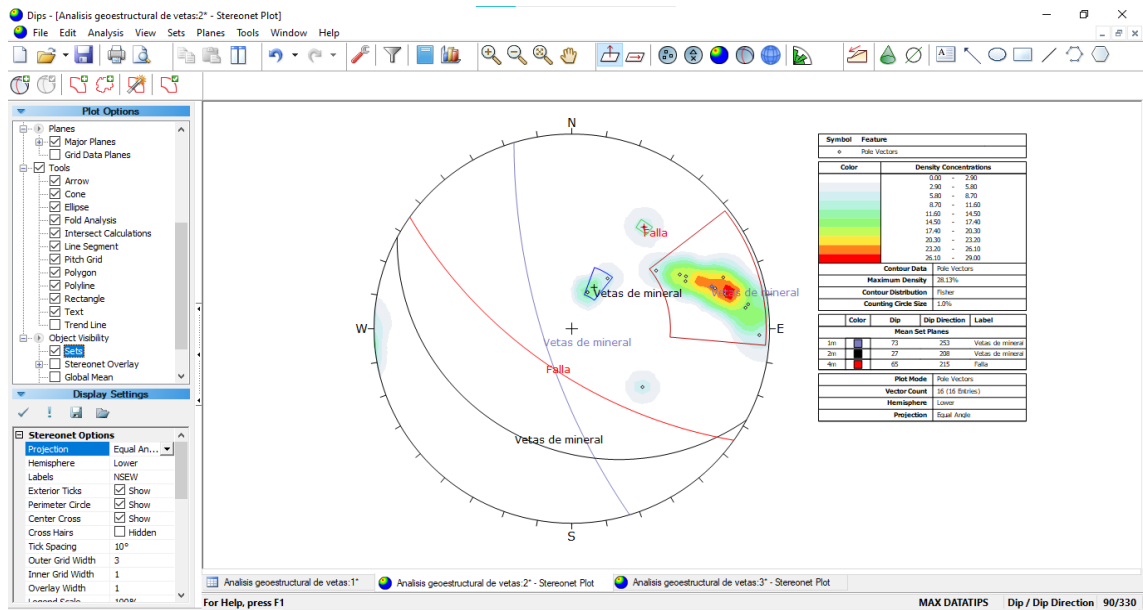 Dips - [Analisis geoestructural de vetas:2* - Stereonet Plot]
File Edit Analysis View Sets Planes Tools Window Help
Plot Options
Planes
Major Planes
Grid Data Planes
Tools
Arrow
Cone
Ellipse
Fold Analysis
Intersect Calculations
Line Segment
Pitch Grid
Polygon
Polyline
Rectangle
Text
Trend Line
Object Visibility
Sets
Stereonet Overlay
Global Mean
Display Settings
Stereonet Options
Projection Equal An...
Hemisphere Lower
Labels NSEW
Exterior Ticks Show
Perimeter Circle Show
Center Cross Show
Cross Hairs Hidden
Tick Spacing 10°
Outer Grid Width 3
Inner Grid Width 1
Overlay Width 1
Legend Scale 100%
N
Falla
Vetas de mineral
Vetas de mineral
W
E
Vetas de mineral
Falla
Vetas de mineral
S
Symbol Feature
Pole Vectors
Color Density Concentrations
0.00 - 2.90
2.90 - 5.80
5.80 - 8.70
8.70 - 11.60
11.60 - 14.50
14.50 - 17.40
17.40 - 20.30
20.30 - 23.20
23.20 - 26.10
26.10 - 29.00
Contour Data Pole Vectors
Maximum Density 28.13%
Contour Distribution Fisher
Counting Circle Size 1.0%
Color Dip Dip Direction Label
Mean Set Planes
1m 73 253 Vetas de mineral
2m 27 208 Vetas de mineral
4m 65 215 Falla
Plot Mode Pole Vectors
Vector Count 16 (16 Entries)
Hemisphere Lower
Projection Equal Angle
Analisis geoestructural de vetas:1*
Analisis geoestructural de vetas:2* - Stereonet Plot
Analisis geoestructural de vetas:3* - Stereonet Plot
For Help, press F1
MAX DATATIPS Dip / Dip Direction 90/330